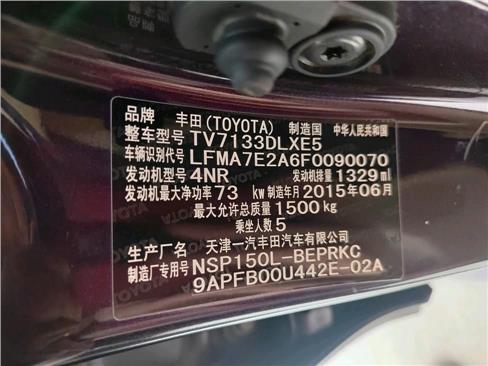 品牌 丰田(TOYOTA) 制造国 中华人民共和国
整车型号 TV7133DLXE5
车辆识别代号 LFMA7E2A6F0090070
发动机型号 4NR 发动机排量 1329ml
发动机最大净功率 73 kw 制造年月 2015年06月
最大允许总质量 1500kg
乘坐人数 5
生产厂名 天津一汽丰田汽车有限公司
制造厂专用号 NSP150L-BEPRKC
9APFB00U442E-02A